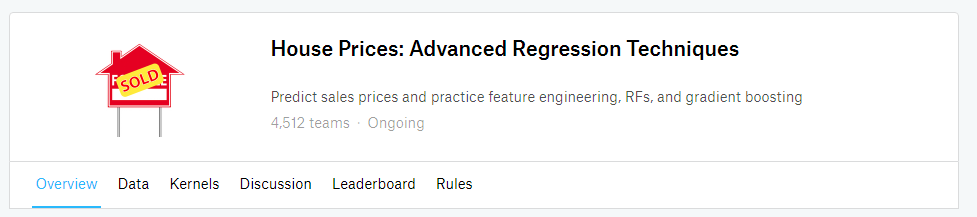 House Prices: Advanced Regression Techniques
SOLD
Predict sales prices and practice feature engineering, RFs, and gradient boosting
4,512 teams · Ongoing
Overview Data Kernels Discussion Leaderboard Rules